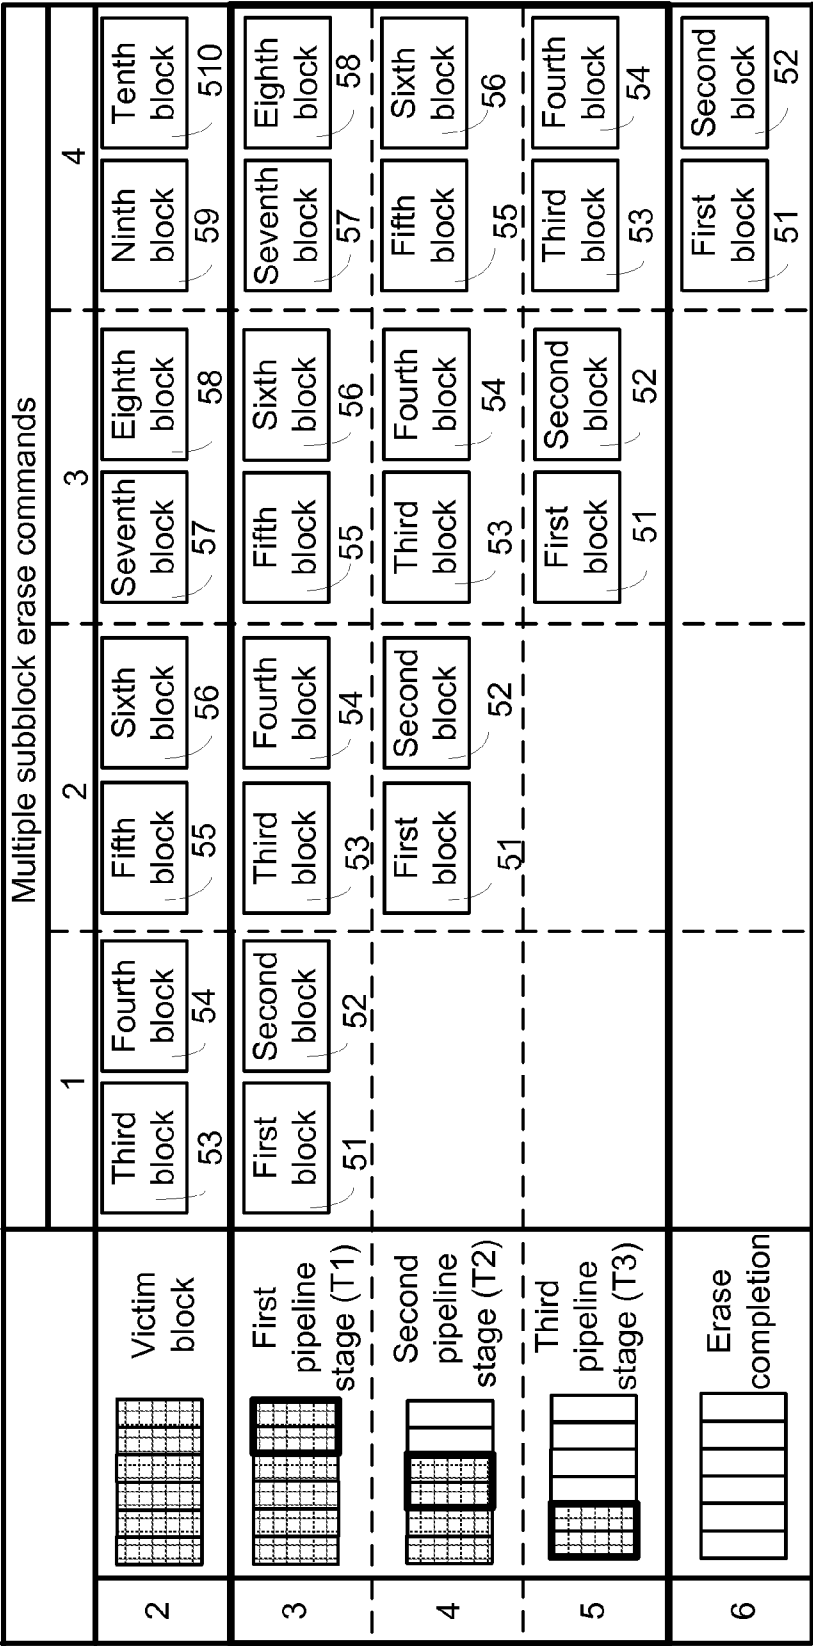 Multiple subblock erase commands
1
2
3
4
2
Victim
block
Third
block
53
Fourth
block
54
Fifth
block
55
Sixth
block
56
Seventh
block
57
Eighth
block
58
Ninth
block
59
Tenth
block
510
3
First
pipeline
stage (T1)
First
block
51
Second
block
52
Third
block
53
Fourth
block
54
Fifth
block
55
Sixth
block
56
Seventh
block
57
Eighth
block
58
4
Second
pipeline
stage (T2)
First
block
51
Second
block
52
Third
block
53
Fourth
block
54
Fifth
block
55
Sixth
block
56
5
Third
pipeline
stage (T3)
First
block
51
Second
block
52
Third
block
53
Fourth
block
54
6
Erase
completion
First
block
51
Second
block
52